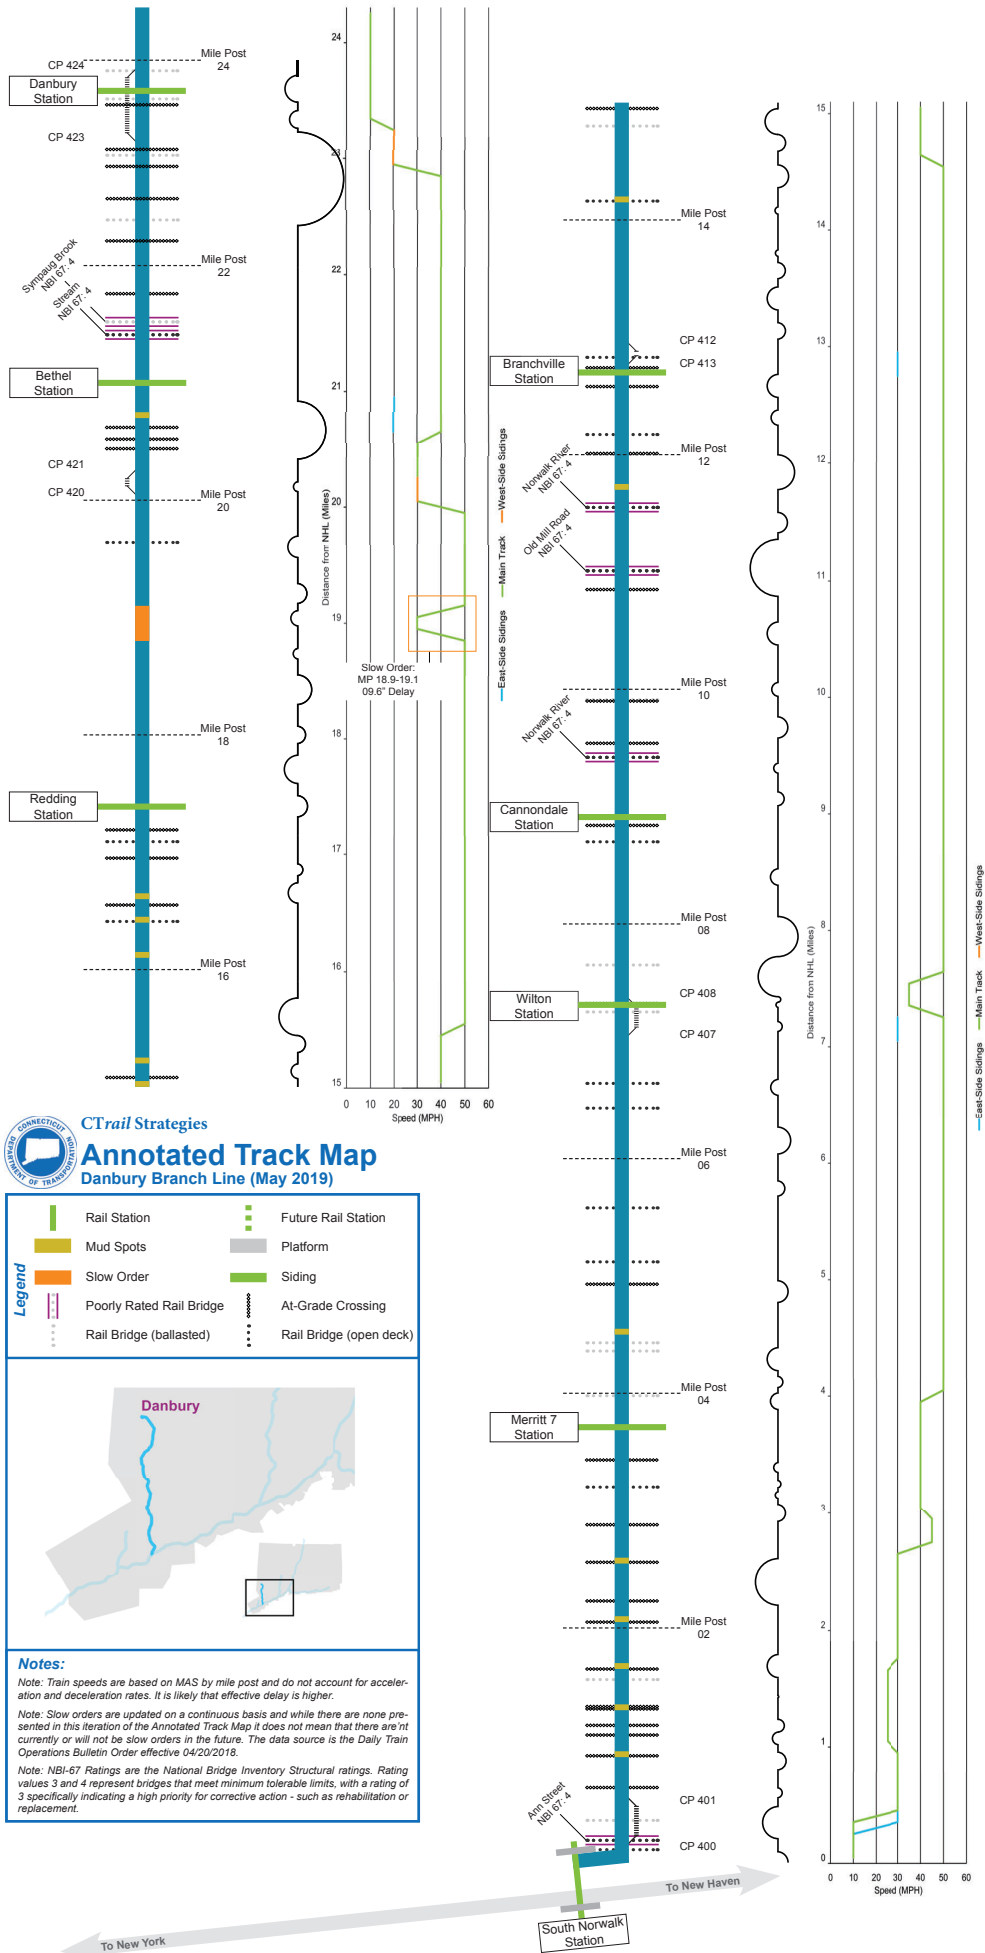 Mile Post
24
CP 424
Danbury
Station
CP 423
Sympaug Brook
NBI 67: 4
Stream
NBI 67: 4
Mile Post
22
Bethel
Station
CP 421
CP 420
Mile Post
20
Mile Post
18
Redding
Station
Mile Post
16
24
23
22
21
20
19
18
17
16
15
Distance from NHL (Miles)
Slow Order:
MP 18.9-19.1
09.6" Delay
0 10 20 30 40 50 60
Speed (MPH)
East-Side Sidings
Main Track
West-Side Sidings
Mile Post
14
CP 412
CP 413
Branchville
Station
Mile Post
12
Norwalk River
NBI 67: 4
Old Mill Road
NBI 67: 4
Mile Post
10
Norwalk River
NBI 67: 4
Cannondale
Station
Mile Post
08
CP 408
Wilton
Station
CP 407
Mile Post
06
Mile Post
04
Merritt 7
Station
Mile Post
02
CP 401
Ann Street
NBI 67: 4
CP 400
South Norwalk
Station
To New Haven
To New York
15
14
13
12
11
10
9
8
7
6
5
4
3
2
1
0
Distance from NHL (Miles)
0 10 20 30 40 50 60
Speed (MPH)
East-Side Sidings
Main Track
West-Side Sidings
CONNECTICUT
DEPARTMENT OF TRANSPORTATION
CTrail Strategies
Annotated Track Map
Danbury Branch Line (May 2019)
Legend
Rail Station
Future Rail Station
Mud Spots
Platform
Slow Order
Siding
Poorly Rated Rail Bridge
At-Grade Crossing
Rail Bridge (ballasted)
Rail Bridge (open deck)
Danbury
Notes:
Note: Train speeds are based on MAS by mile post and do not account for acceler-
ation and deceleration rates. It is likely that effective delay is higher.
Note: Slow orders are updated on a continuous basis and while there are none pre-
sented in this iteration of the Annotated Track Map it does not mean that there are'nt
currently or will not be slow orders in the future. The data source is the Daily Train
Operations Bulletin Order effective 04/20/2018.
Note: NBI-67 Ratings are the National Bridge Inventory Structural ratings. Rating
values 3 and 4 represent bridges that meet minimum tolerable limits, with a rating of
3 specifically indicating a high priority for corrective action - such as rehabilitation or
replacement.